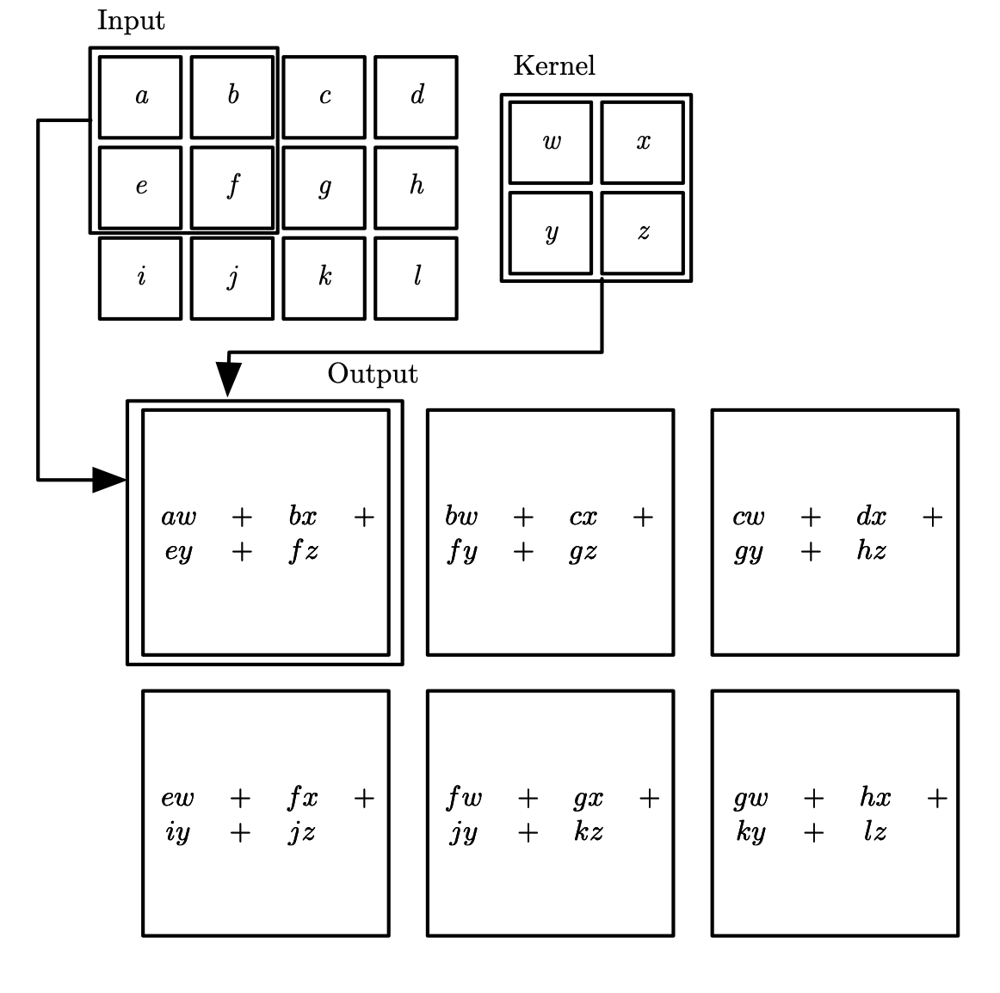 Input
a b c d
e f g h
i j k l
Kernel
w x
y z
Output
aw + bx +
ey + fz
bw + cx +
fy + gz
cw + dx +
gy + hz
ew + fx +
iy + jz
fw + gx +
jy + kz
gw + hx +
ky + lz